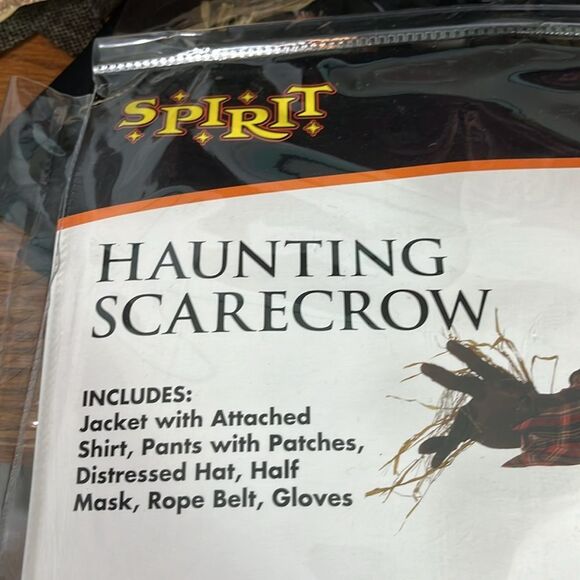 SPIRIT
HAUNTING
SCARECROW
INCLUDES:
Jacket with Attached
Shirt, Pants with Patches,
Distressed Hat, Half
Mask, Rope Belt, Gloves